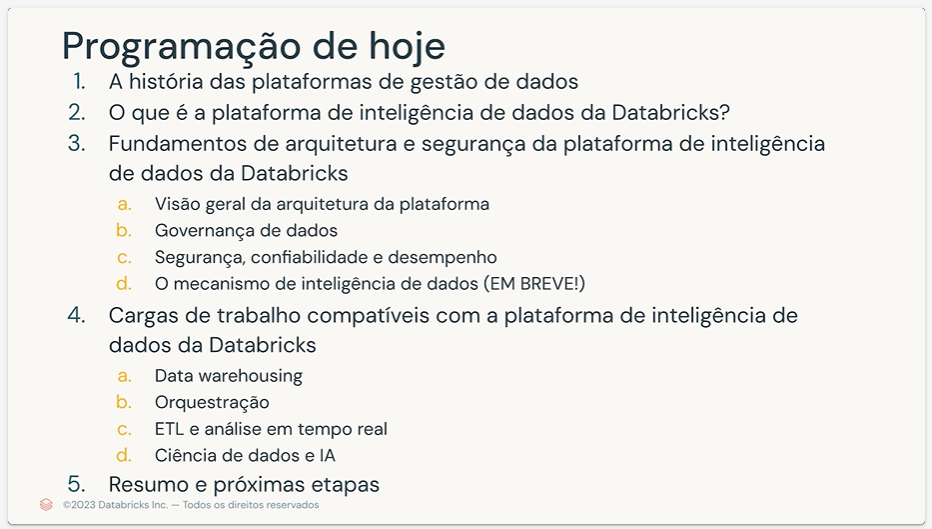 Programação de hoje
1. A história das plataformas de gestão de dados
2. O que é a plataforma de inteligência de dados da Databricks?
3. Fundamentos de arquitetura e segurança da plataforma de inteligência
de dados da Databricks
a. Visão geral da arquitetura da plataforma
b. Governança de dados
c. Segurança, confiabilidade e desempenho
d. O mecanismo de inteligência de dados (EM BREVE!)
4. Cargas de trabalho compatíveis com a plataforma de inteligência de
dados da Databricks
a. Data warehousing
b. Orquestração
c. ETL e análise em tempo real
d. Ciência de dados e IA
5. Resumo e próximas etapas
©2023 Databricks Inc. — Todos os direitos reservados